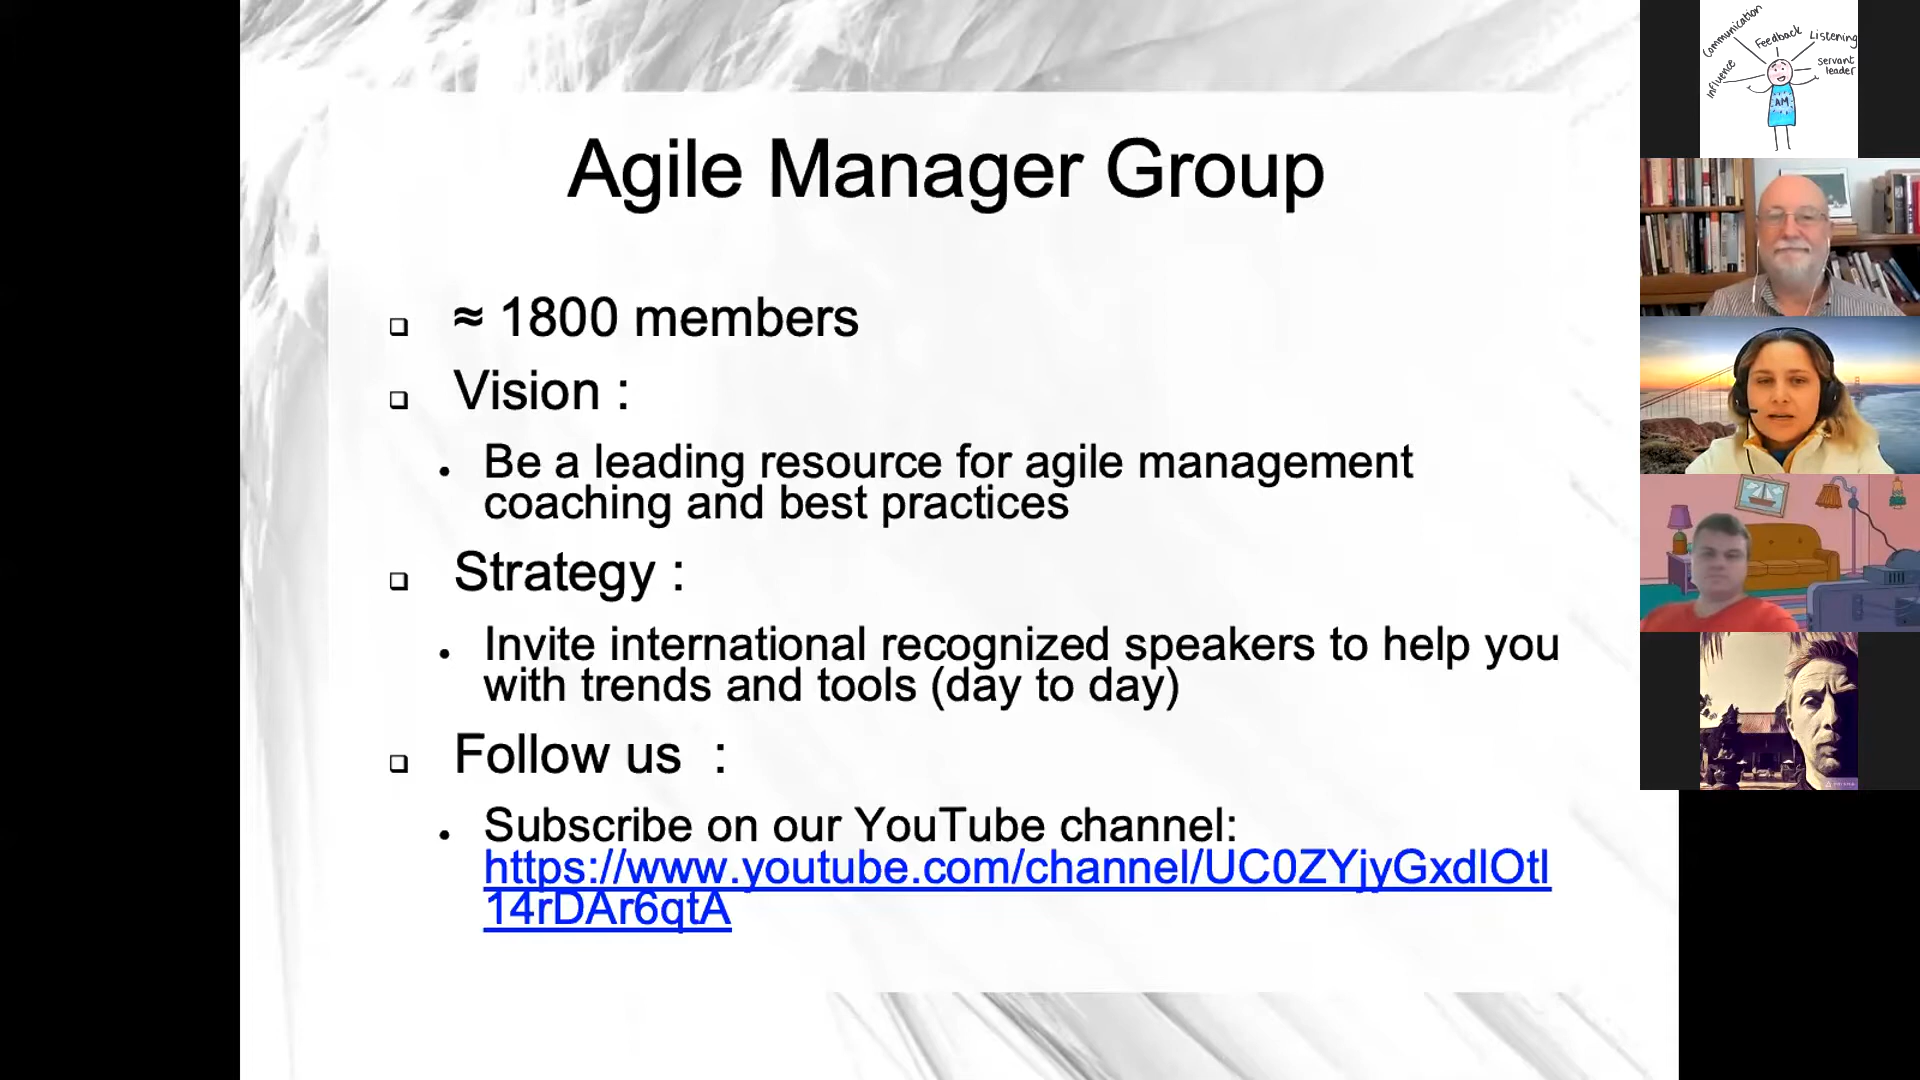 Agile Manager Group
≈ 1800 members
Vision :
Be a leading resource for agile management
coaching and best practices
Strategy :
Invite international recognized speakers to help you
with trends and tools (day to day)
Follow us :
Subscribe on our YouTube channel:
https://www.youtube.com/channel/UC0ZYjyGxdlOtl
14rDAr6qtA
Communication
Feedback
Listening
Influence
servant
leader
AM